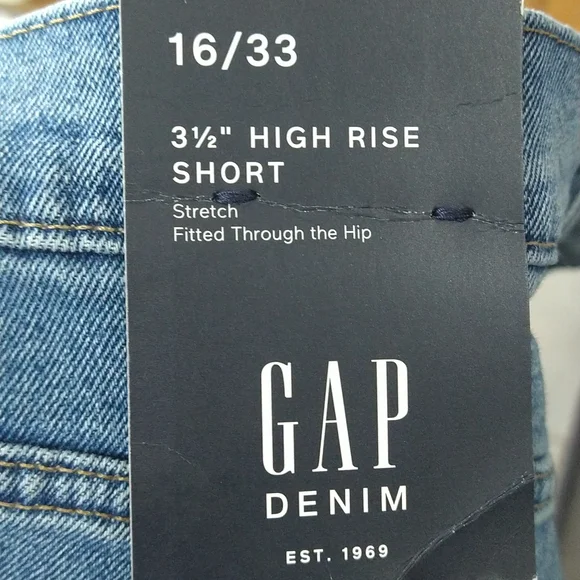 16/33
3½" HIGH RISE
SHORT
Stretch
Fitted Through the Hip
GAP
DENIM
EST. 1969